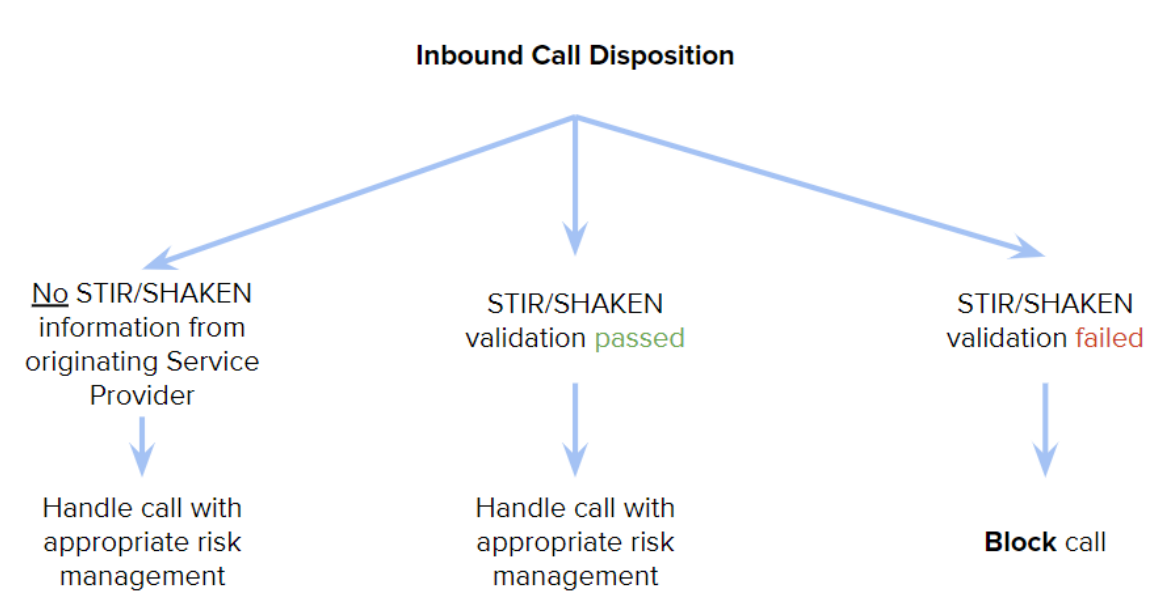 Inbound Call Disposition
No STIR/SHAKEN
information from
originating Service
Provider
STIR/SHAKEN
validation passed
STIR/SHAKEN
validation failed
Handle call with
appropriate risk
management
Handle call with
appropriate risk
management
Block call